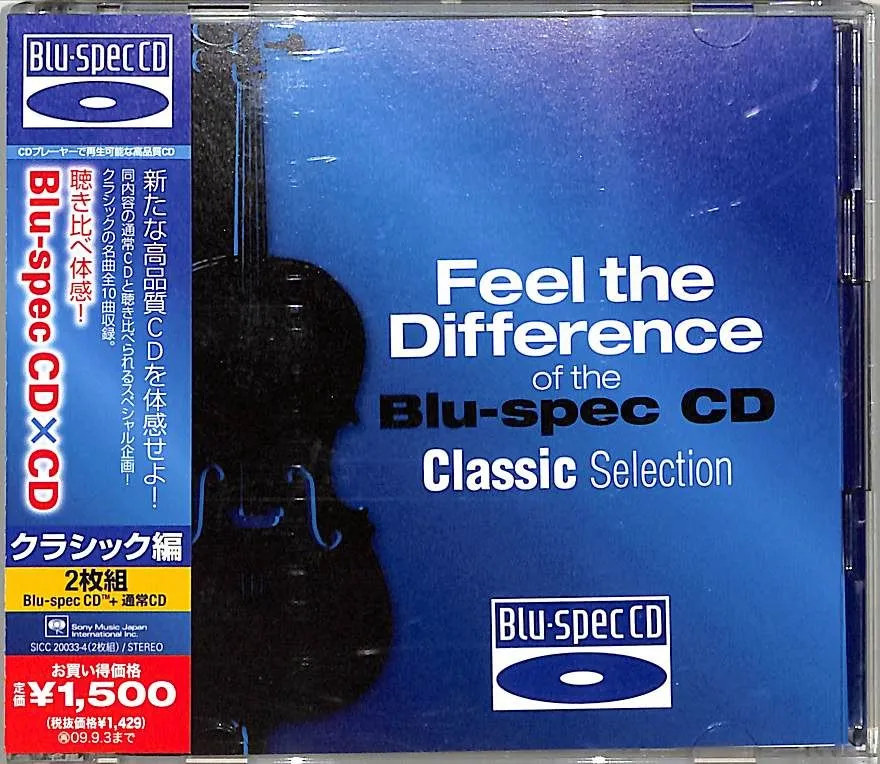 Blu-spec CD
CDプレーヤーで再生可能な高品質CD
新たな高品質CDを体感せよ!
同内容の通常CDと聴き比べられるスペシャル企画!
クラシックの名曲全10曲収録。
聴き比べ体感!
Blu-spec CD×CD
クラシック編
2枚組
Blu-spec CD™+ 通常CD
Sony Music Japan
International Inc.
SICC 20033-4(2枚組) / STEREO
お買い得価格
定価 ¥1,500
(税抜価格¥1,429)
09.9.3まで
Feel the
Difference
of the
Blu-spec CD
Classic Selection
Blu-spec CD